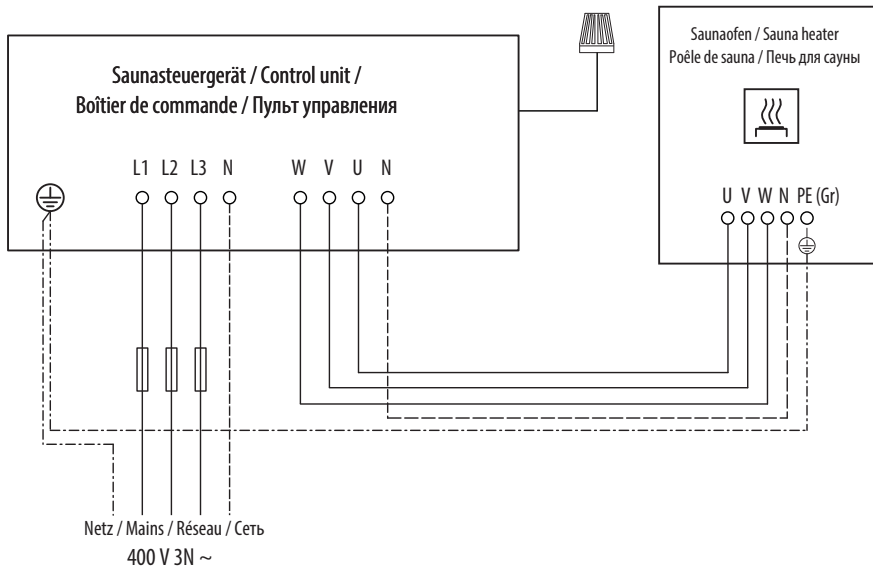 Saunasteuergerät / Control unit /
Boîtier de commande / Пульт управления
L1 L2 L3 N W V U N
Saunaofen / Sauna heater
Poêle de sauna / Печь для сауны
U V W N PE (Gr)
Netz / Mains / Réseau / Сеть
400 V 3N ~